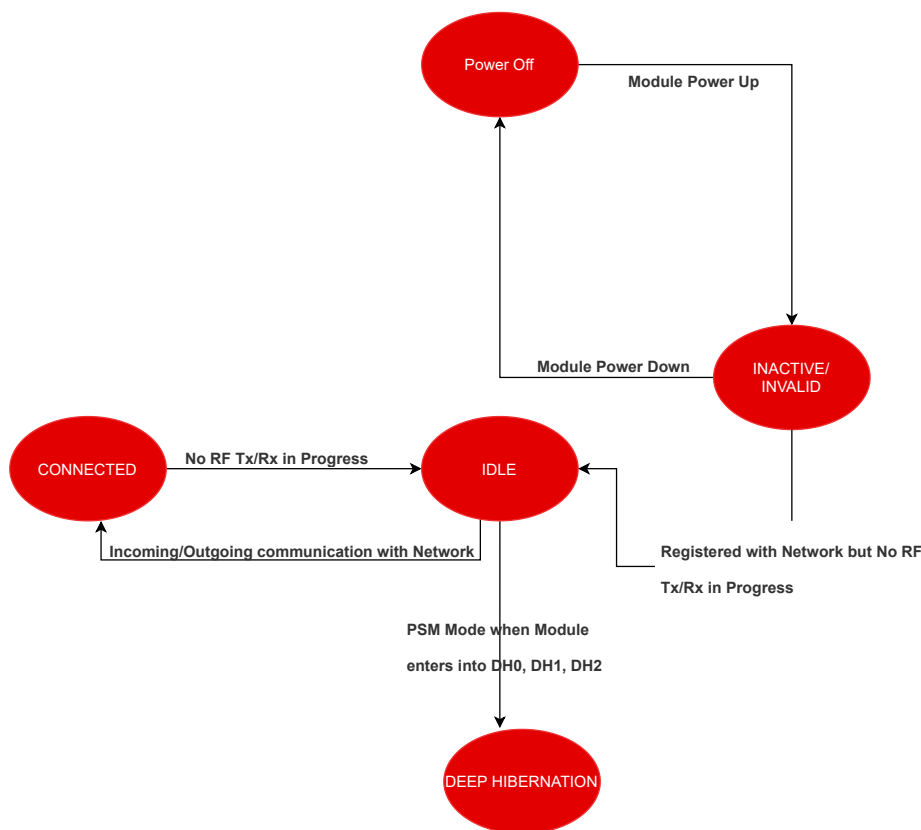 Power Off
Module Power Up
Module Power Down
INACTIVE/
INVALID
CONNECTED
No RF Tx/Rx in Progress
IDLE
Incoming/Outgoing communication with Network
Registered with Network but No RF
Tx/Rx in Progress
PSM Mode when Module
enters into DH0, DH1, DH2
DEEP HIBERNATION